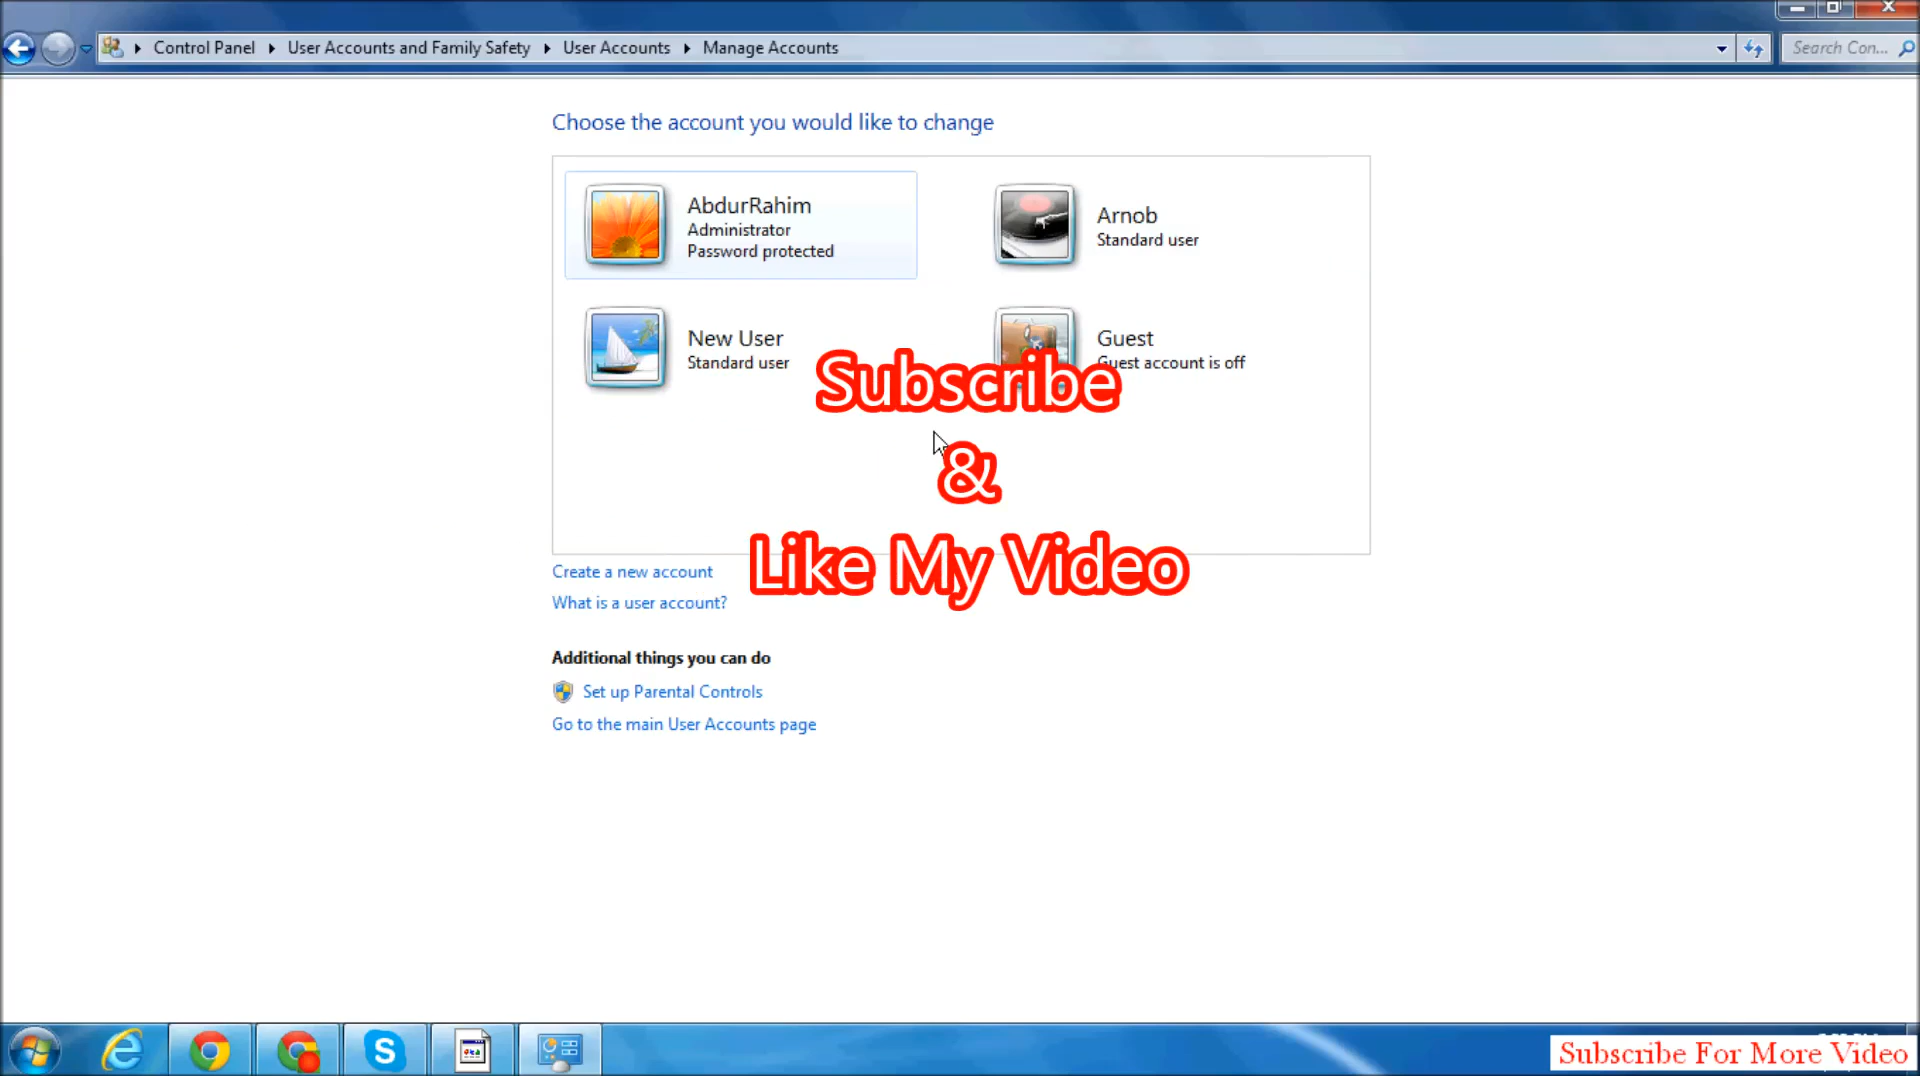 Control Panel User Accounts and Family Safety User Accounts Manage Accounts
Search Con...
Choose the account you would like to change
AbdurRahim
Administrator
Password protected
Arnob
Standard user
New User
Standard user
Guest
Guest account is off
Subscribe
&
Like My Video
Create a new account
What is a user account?
Additional things you can do
Set up Parental Controls
Go to the main User Accounts page
Subscribe For More Video